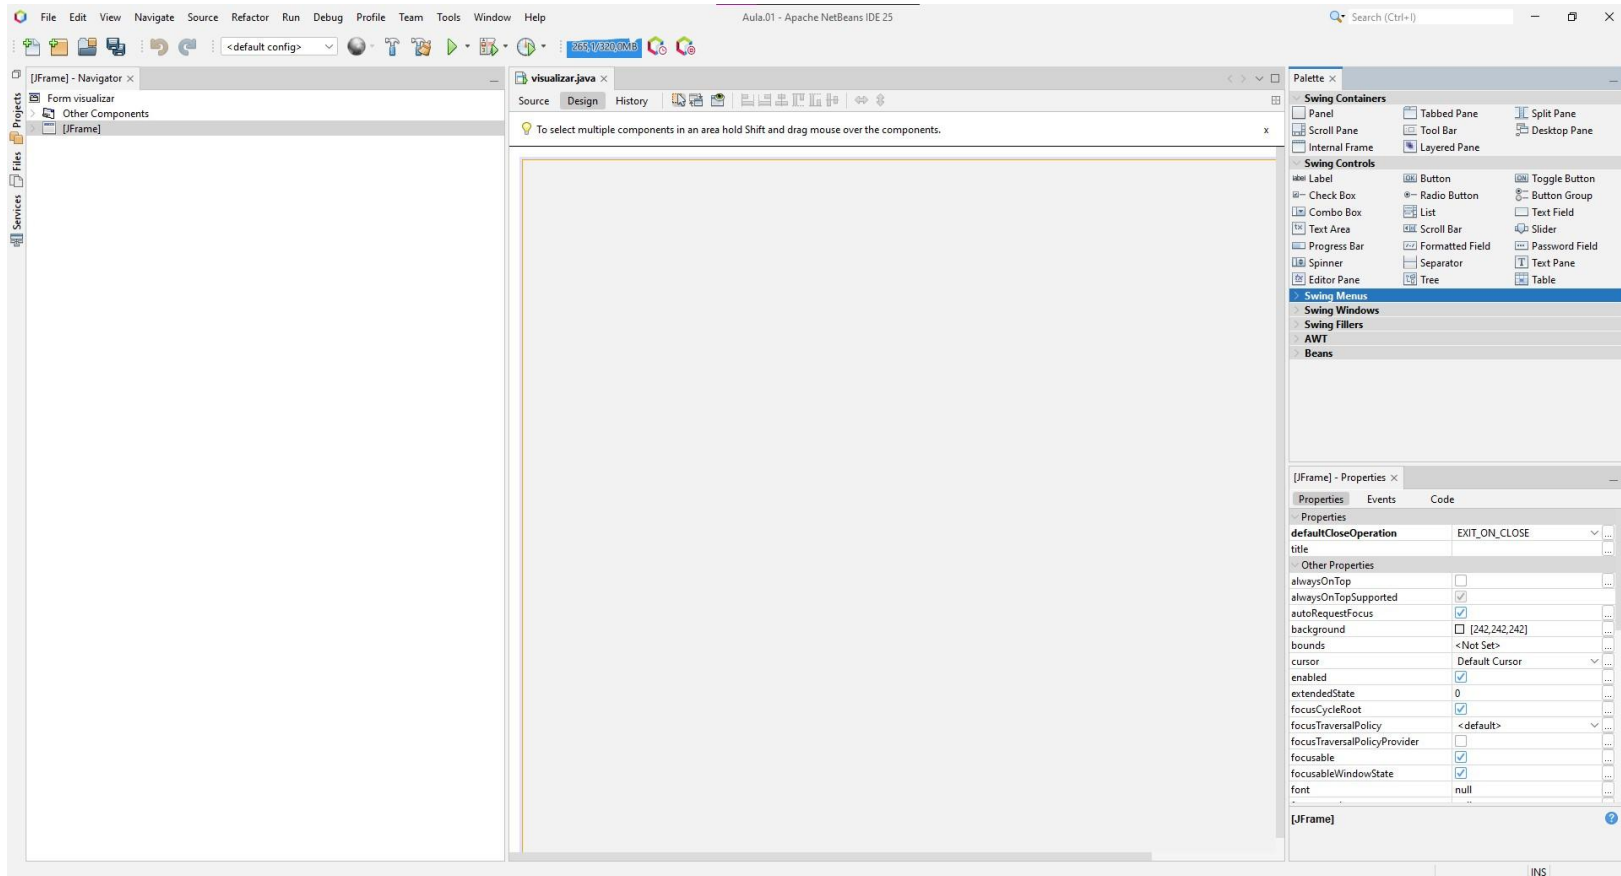 File Edit View Navigate Source Refactor Run Debug Profile Team Tools Window Help
Aula.01 - Apache NetBeans IDE 25
Search (Ctrl+I)
<default config>
265,1/320,0MB
Projects
Files
Services
[JFrame] - Navigator
Form visualizar
Other Components
[JFrame]
visualizar.java
Source Design History
To select multiple components in an area hold Shift and drag mouse over the components.
x
Palette
Swing Containers
Panel Tabbed Pane Split Pane
Scroll Pane Tool Bar Desktop Pane
Internal Frame Layered Pane
Swing Controls
label Label OK Button ON Toggle Button
Check Box Radio Button Button Group
Combo Box List Text Field
Text Area Scroll Bar Slider
Progress Bar Formatted Field Password Field
Spinner Separator T Text Pane
Editor Pane Tree Table
Swing Menus
Swing Windows
Swing Fillers
AWT
Beans
[JFrame] - Properties
Properties Events Code
Properties
defaultCloseOperation EXIT_ON_CLOSE ...
title ...
Other Properties
alwaysOnTop ...
alwaysOnTopSupported
autoRequestFocus ...
background [242,242,242] ...
bounds <Not Set> ...
cursor Default Cursor ...
enabled ...
extendedState 0 ...
focusCycleRoot ...
focusTraversalPolicy <default> ...
focusTraversalPolicyProvider ...
focusable ...
focusableWindowState ...
font null ...
[JFrame]
?
INS